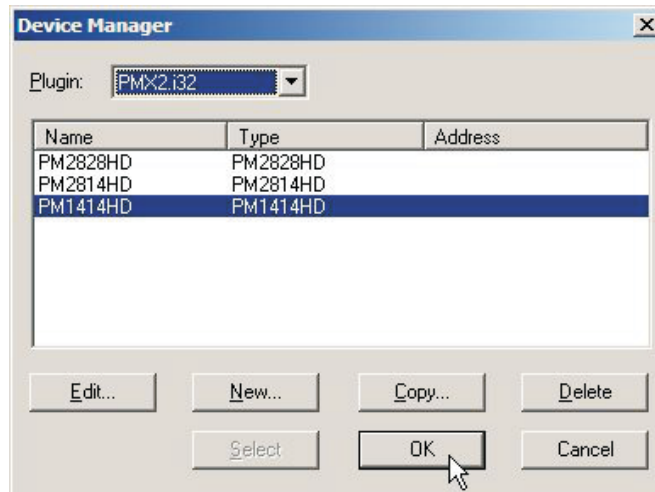 Device Manager
Plugin: PMX2.i32
Name Type Address
PM2828HD PM2828HD
PM2814HD PM2814HD
PM1414HD PM1414HD
Edit... New... Copy... Delete
Select OK Cancel